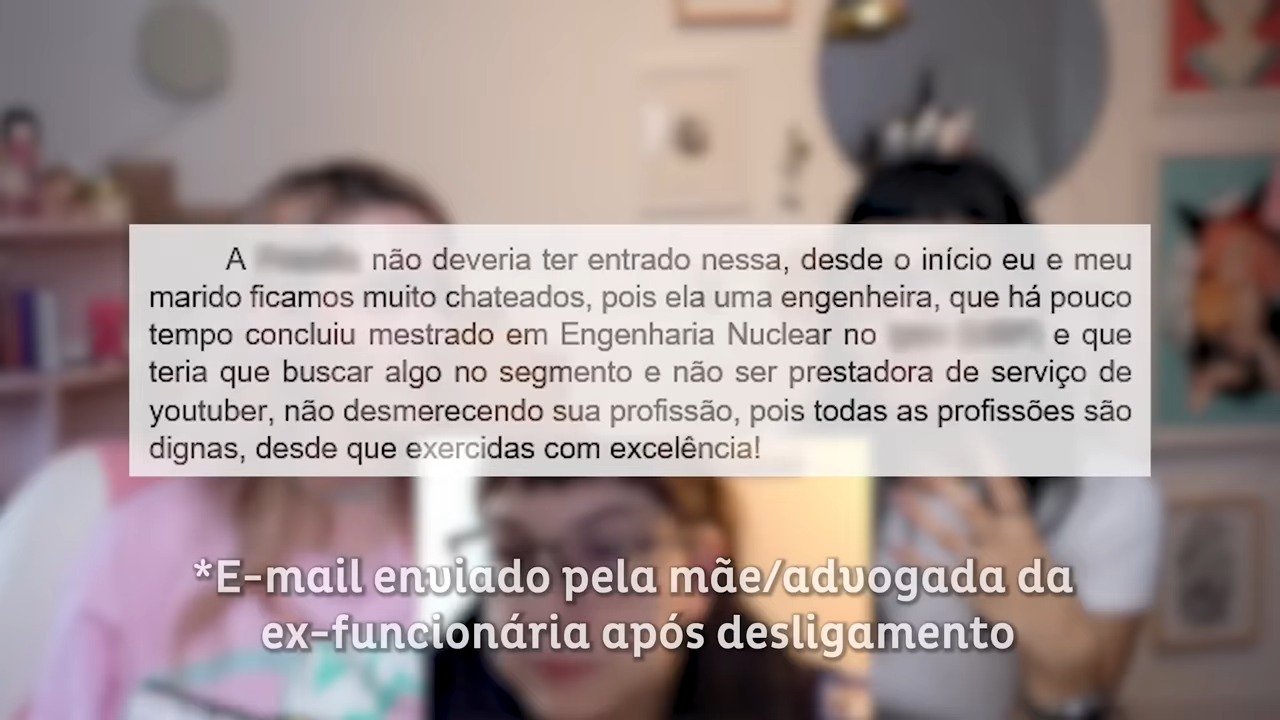 A não deveria ter entrado nessa, desde o início eu e meu
marido ficamos muito chateados, pois ela uma engenheira, que há pouco
tempo concluiu mestrado em Engenharia Nuclear no e que
teria que buscar algo no segmento e não ser prestadora de serviço de
youtuber, não desmerecendo sua profissão, pois todas as profissões são
dignas, desde que exercidas com excelência!
*E-mail enviado pela mãe/advogada da
ex-funcionária após desligamento